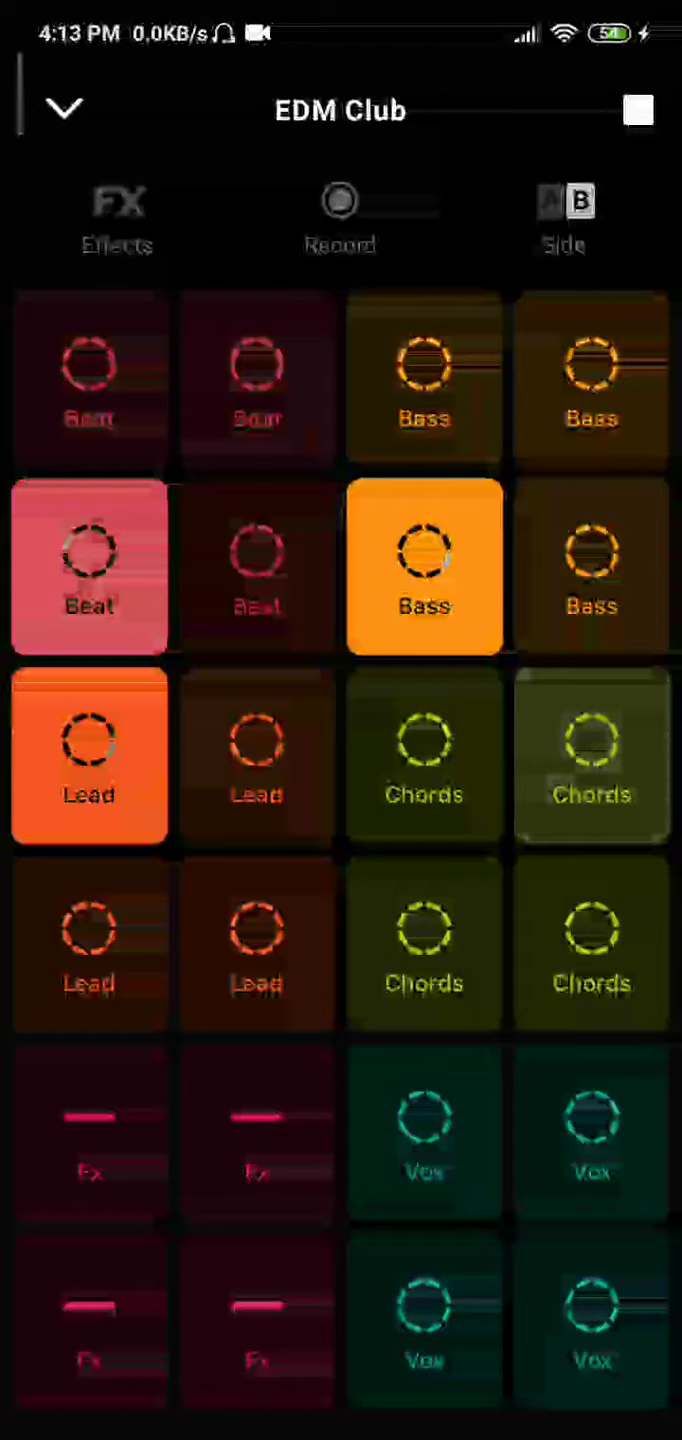 4:13 PM 0.0KB/s 54
EDM Club
FX A B
Effects Record Side
Beat Beat Bass Bass
Beat Beat Bass Bass
Lead Lead Chords Chords
Lead Lead Chords Chords
Fx Fx Vox Vox
Fx Fx Vox Vox